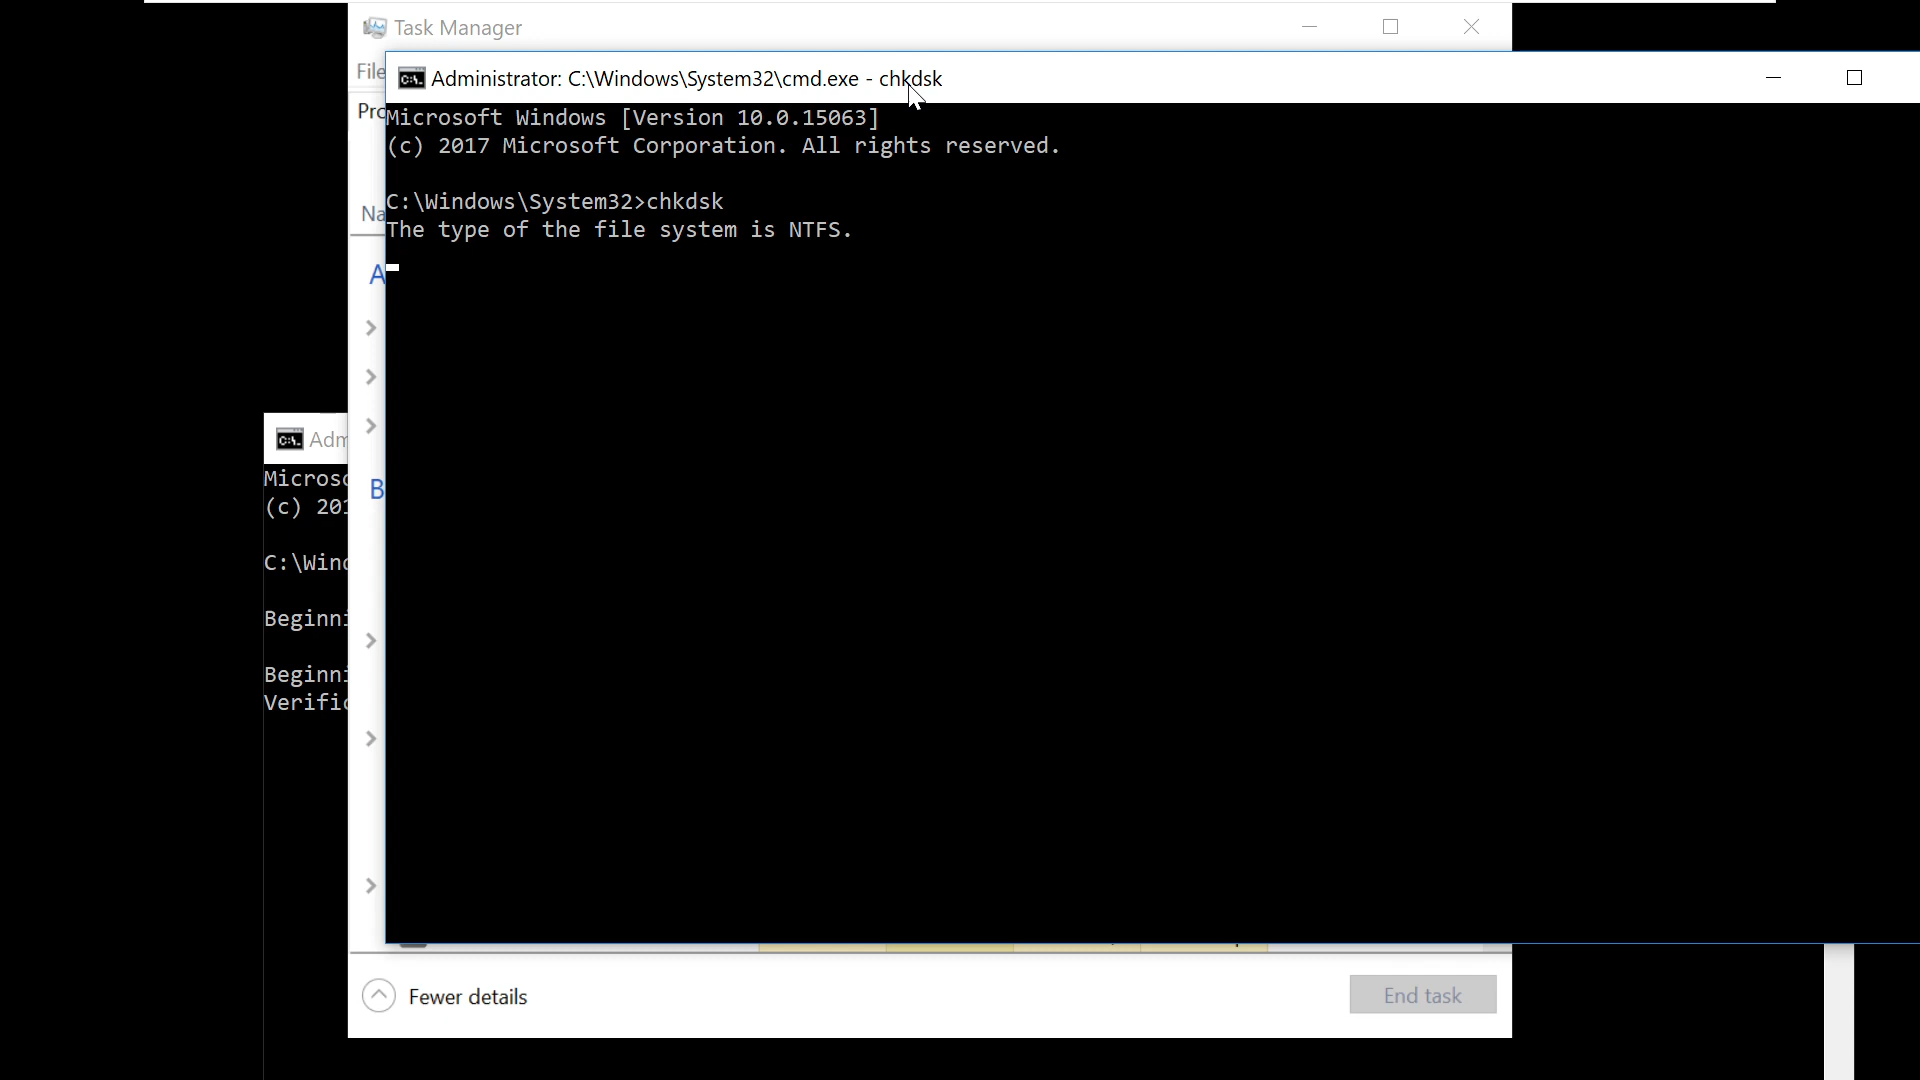 Task Manager
File
Administrator: C:\Windows\System32\cmd.exe - chkdsk
Microsoft Windows [Version 10.0.15063]
(c) 2017 Microsoft Corporation. All rights reserved.
C:\Windows\System32>chkdsk
The type of the file system is NTFS.
Pro
Na
A
B
Adm
Microso
(c) 201
C:\Wind
Beginni
Beginni
Verific
Fewer details
End task